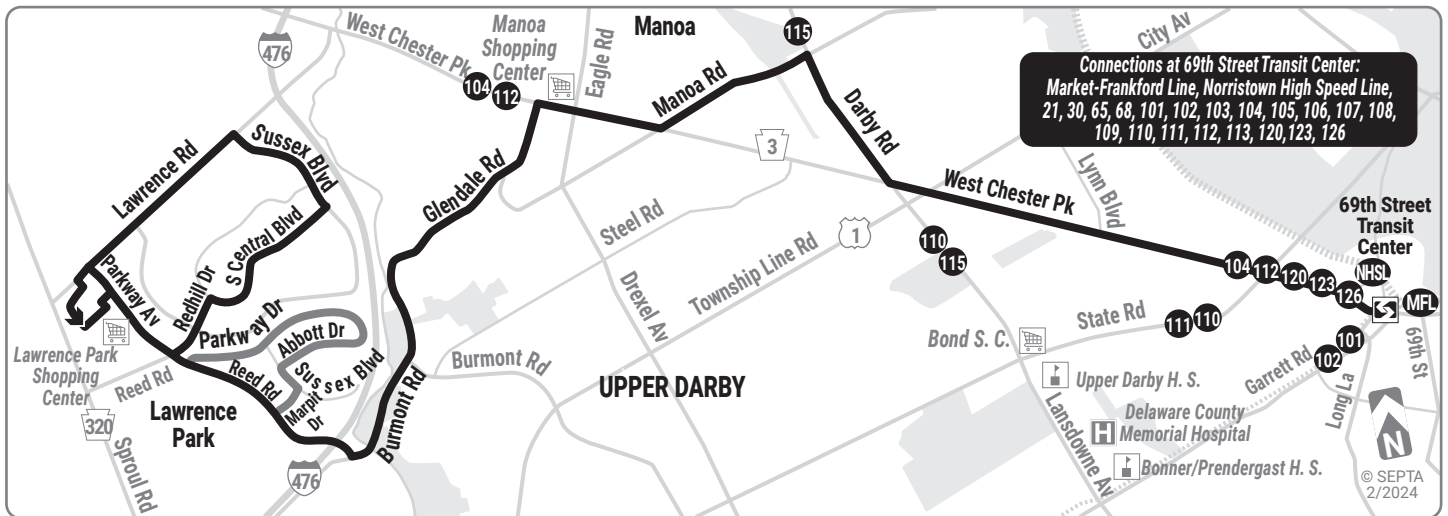 476
West Chester Pk
Manoa
Shopping
Center
104
112
Eagle Rd
Manoa
115
City Av
Connections at 69th Street Transit Center:
Market-Frankford Line, Norristown High Speed Line,
21, 30, 65, 68, 101, 102, 103, 104, 105, 106, 107, 108,
109, 110, 111, 112, 113, 120,123, 126
Manoa Rd
Darby Rd
3
Lawrence Rd
Sussex Blvd
Glendale Rd
West Chester Pk
Lynn Blvd
69th Street
Transit
Center
S Central Blvd
Steel Rd
1
110
115
Township Line Rd
104
112
120
123
126
NHSL
MFL
Parkway Av
Redhill Dr
Parkway Dr
Abbott Dr
Sussex Blvd
Drexel Av
State Rd
111
110
101
102
69th St
Lawrence Park
Shopping
Center
Reed Rd
Reed Rd
Marpit
Dr
Burmont Rd
Burmont Rd
Bond S. C.
Garrett Rd
Long La
UPPER DARBY
Upper Darby H. S.
320
Lawrence
Park
Sproul Rd
476
Lansdowne Av
H
Delaware County
Memorial Hospital
Bonner/Prendergast H. S.
N
© SEPTA
2/2024